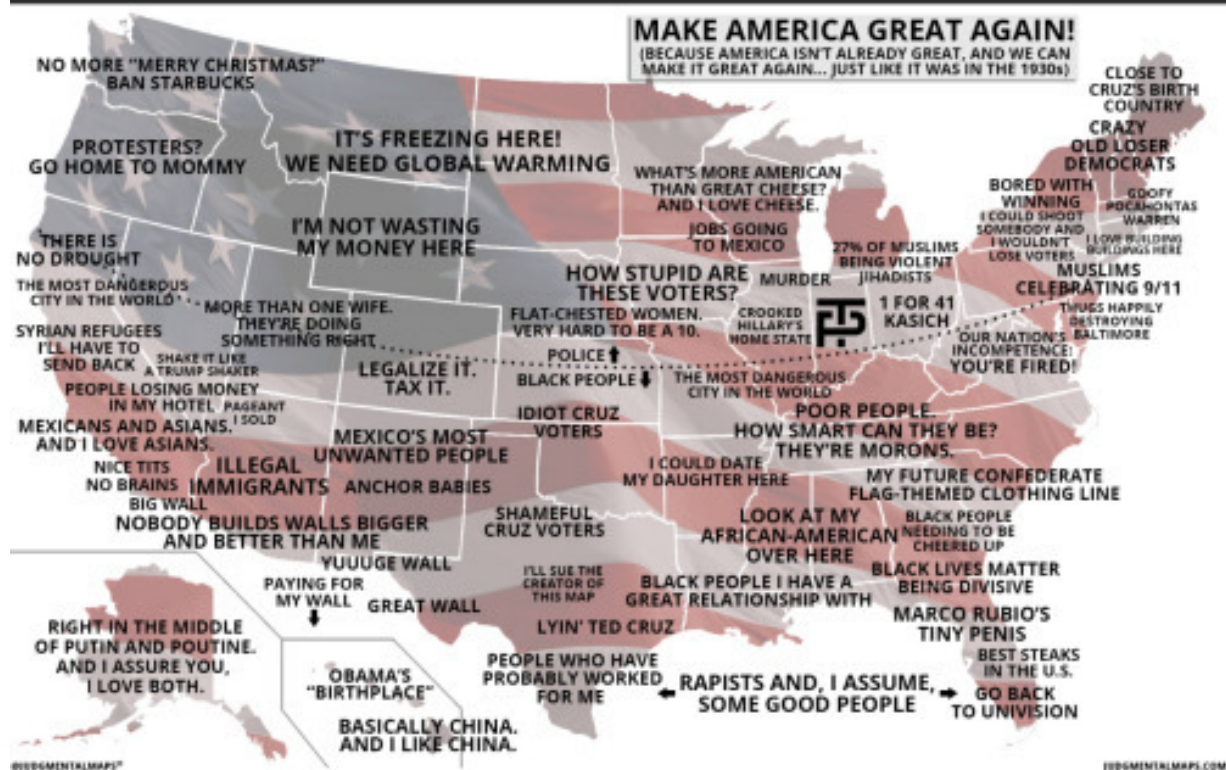 MAKE AMERICA GREAT AGAIN!
(BECAUSE AMERICA ISN'T ALREADY GREAT, AND WE CAN
MAKE IT GREAT AGAIN... JUST LIKE IT WAS IN THE 1930s)
NO MORE "MERRY CHRISTMAS?"
BAN STARBUCKS
PROTESTERS?
GO HOME TO MOMMY
IT'S FREEZING HERE!
WE NEED GLOBAL WARMING
I'M NOT WASTING
MY MONEY HERE
WHAT'S MORE AMERICAN
THAN GREAT CHEESE?
AND I LOVE CHEESE.
JOBS GOING
TO MEXICO
27% OF MUSLIMS
BEING VIOLENT
JIHADISTS
CLOSE TO
CRUZ'S BIRTH
COUNTRY
CRAZY
OLD LOSER
DEMOCRATS
BORED WITH
WINNING
GOOFY
POCAHONTAS
WARREN
I COULD SHOOT
SOMEBODY AND
I WOULDN'T
LOSE VOTERS
I LOVE BUILDING
BUILDINGS HERE
MUSLIMS
CELEBRATING 9/11
THUGS HAPPILY
DESTROYING
BALTIMORE
OUR NATION'S
INCOMPETENCE!
YOU'RE FIRED!
THERE IS
NO DROUGHT
THE MOST DANGEROUS
CITY IN THE WORLD
MORE THAN ONE WIFE.
THEY'RE DOING
SOMETHING RIGHT
SYRIAN REFUGEES
I'LL HAVE TO
SEND BACK
SHAKE IT LIKE
A TRUMP SHAKER
PEOPLE LOSING MONEY
IN MY HOTEL
PAGEANT
I SOLD
MEXICANS AND ASIANS.
AND I LOVE ASIANS.
NICE TITS
NO BRAINS
BIG WALL
ILLEGAL
IMMIGRANTS
NOBODY BUILDS WALLS BIGGER
AND BETTER THAN ME
LEGALIZE IT.
TAX IT.
MEXICO'S MOST
UNWANTED PEOPLE
ANCHOR BABIES
HOW STUPID ARE
THESE VOTERS?
FLAT-CHESTED WOMEN.
VERY HARD TO BE A 10.
MURDER
CROOKED
HILLARY'S
HOME STATE
TP
1 FOR 41
KASICH
POLICE
BLACK PEOPLE
THE MOST DANGEROUS
CITY IN THE WORLD
IDIOT CRUZ
VOTERS
POOR PEOPLE.
HOW SMART CAN THEY BE?
THEY'RE MORONS.
I COULD DATE
MY DAUGHTER HERE
MY FUTURE CONFEDERATE
FLAG-THEMED CLOTHING LINE
SHAMEFUL
CRUZ VOTERS
LOOK AT MY
AFRICAN-AMERICAN
OVER HERE
BLACK PEOPLE
NEEDING TO BE
CHEERED UP
YUUUGE WALL
PAYING FOR
MY WALL
GREAT WALL
I'LL SUE THE
CREATOR OF
THIS MAP
BLACK PEOPLE I HAVE A
GREAT RELATIONSHIP WITH
BLACK LIVES MATTER
BEING DIVISIVE
LYIN' TED CRUZ
MARCO RUBIO'S
TINY PENIS
BEST STEAKS
IN THE U.S.
PEOPLE WHO HAVE
PROBABLY WORKED
FOR ME
RAPISTS AND, I ASSUME,
SOME GOOD PEOPLE
GO BACK
TO UNIVISION
RIGHT IN THE MIDDLE
OF PUTIN AND POUTINE.
AND I ASSURE YOU,
I LOVE BOTH.
OBAMA'S
"BIRTHPLACE"
BASICALLY CHINA.
AND I LIKE CHINA.
@JUDGMENTALMAPS
JUDGMENTALMAPS.COM